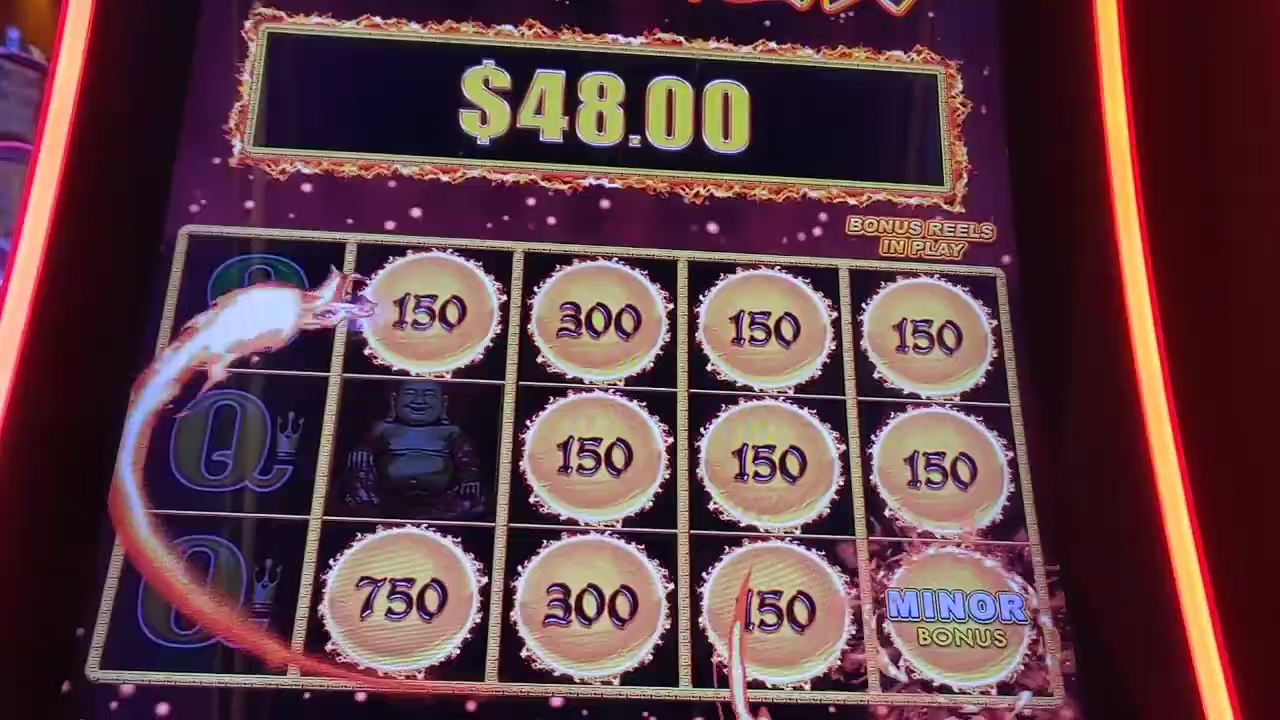 $48.00
BONUS REELS
IN PLAY
150 300 150 150
Q 150 150 150
Q 750 300 150 MINOR
BONUS